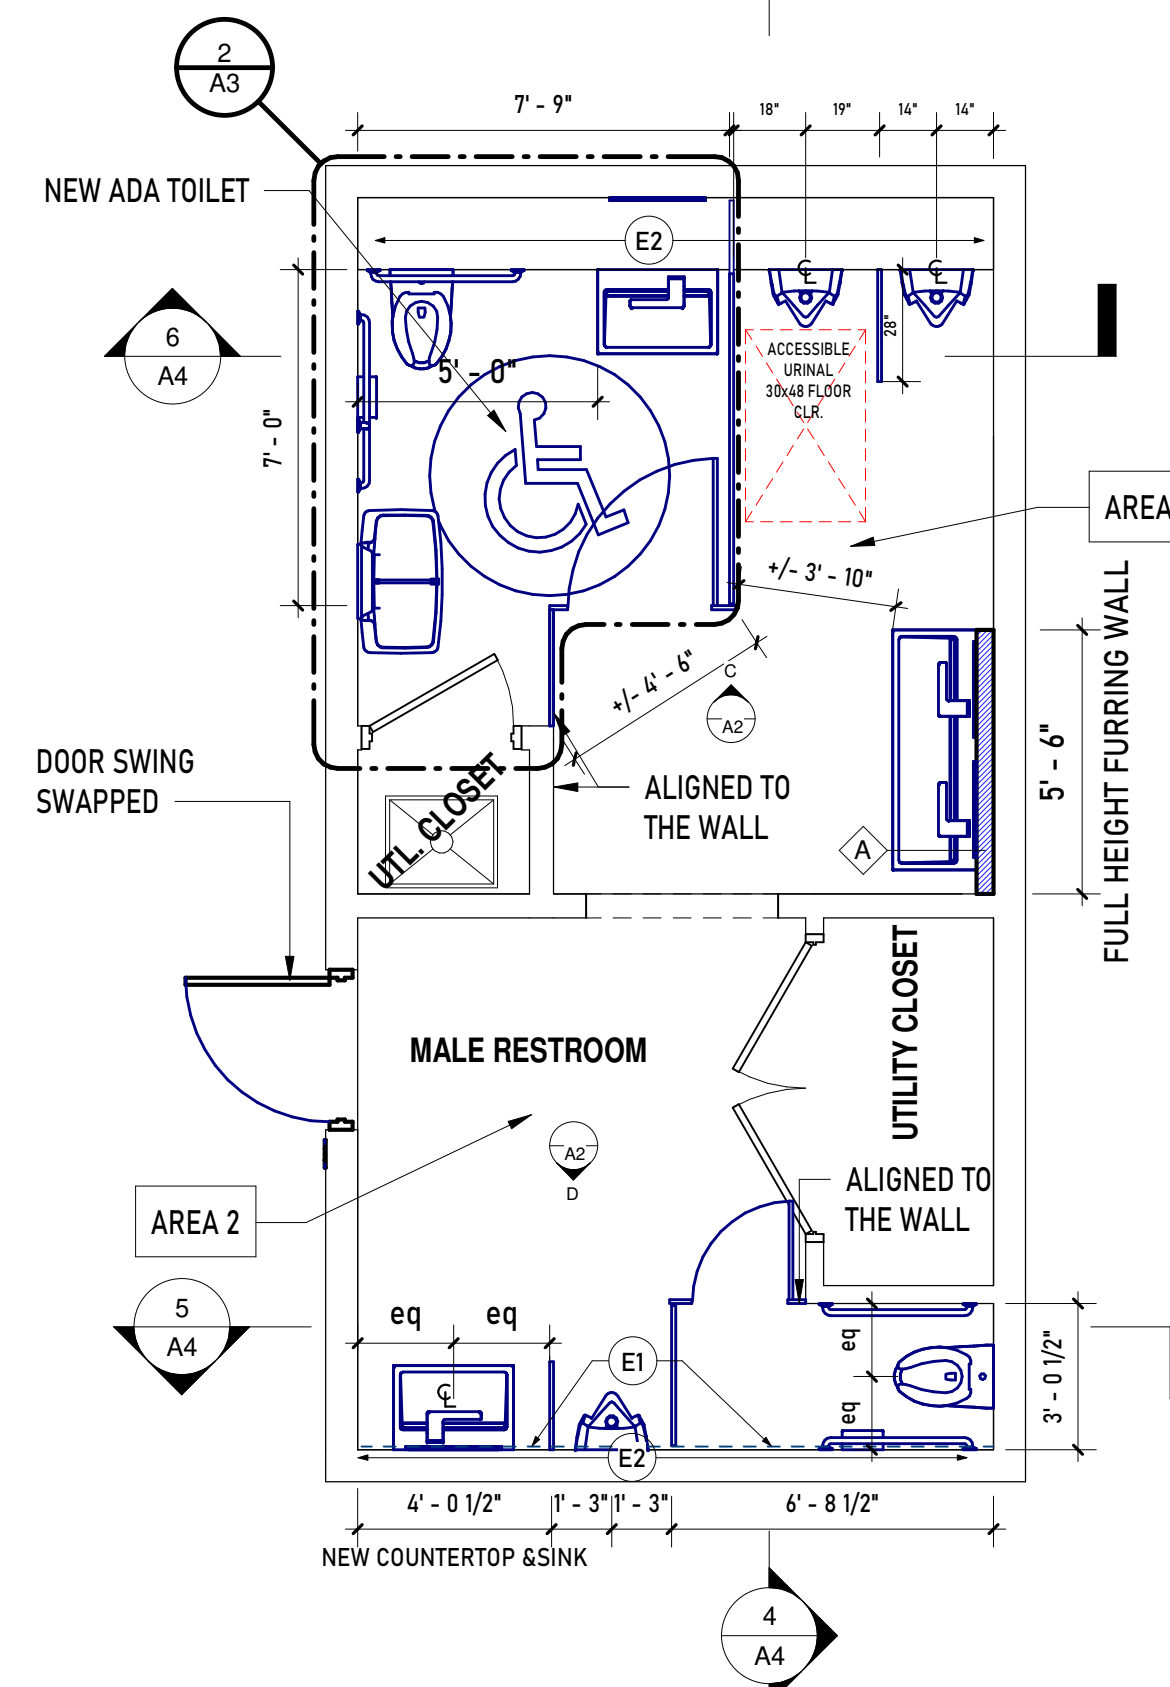 2
A3
7' - 9"
18"
19"
14"
14"
NEW ADA TOILET
E2
℄
℄
28"
6
A4
5' - 0"
ACCESSIBLE
URINAL
30x48 FLOOR
CLR.
7' - 0"
AREA
+/- 3' - 10"
+/- 4' - 6"
C
A2
5' - 6"
FULL HEIGHT FURRING WALL
DOOR SWING
SWAPPED
UTL. CLOSET
ALIGNED TO
THE WALL
A
MALE RESTROOM
UTILITY CLOSET
A2
D
AREA 2
ALIGNED TO
THE WALL
5
A4
eq
eq
E1
eq
eq
3' - 0 1/2"
℄
E2
4' - 0 1/2"
1' - 3"
1' - 3"
6' - 8 1/2"
NEW COUNTERTOP &SINK
4
A4